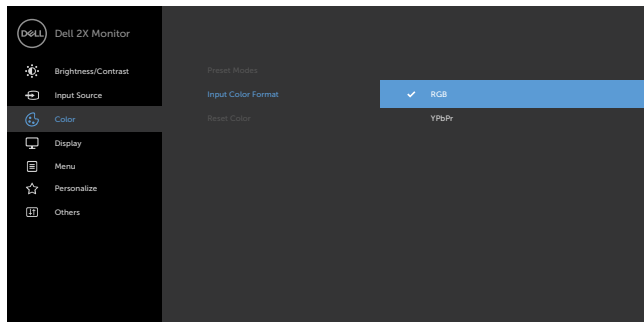 DELL Dell 2X Monitor
Brightness/Contrast
Preset Modes
Input Source
Input Color Format
RGB
Color
Reset Color
YPbPr
Display
Menu
Personalize
Others